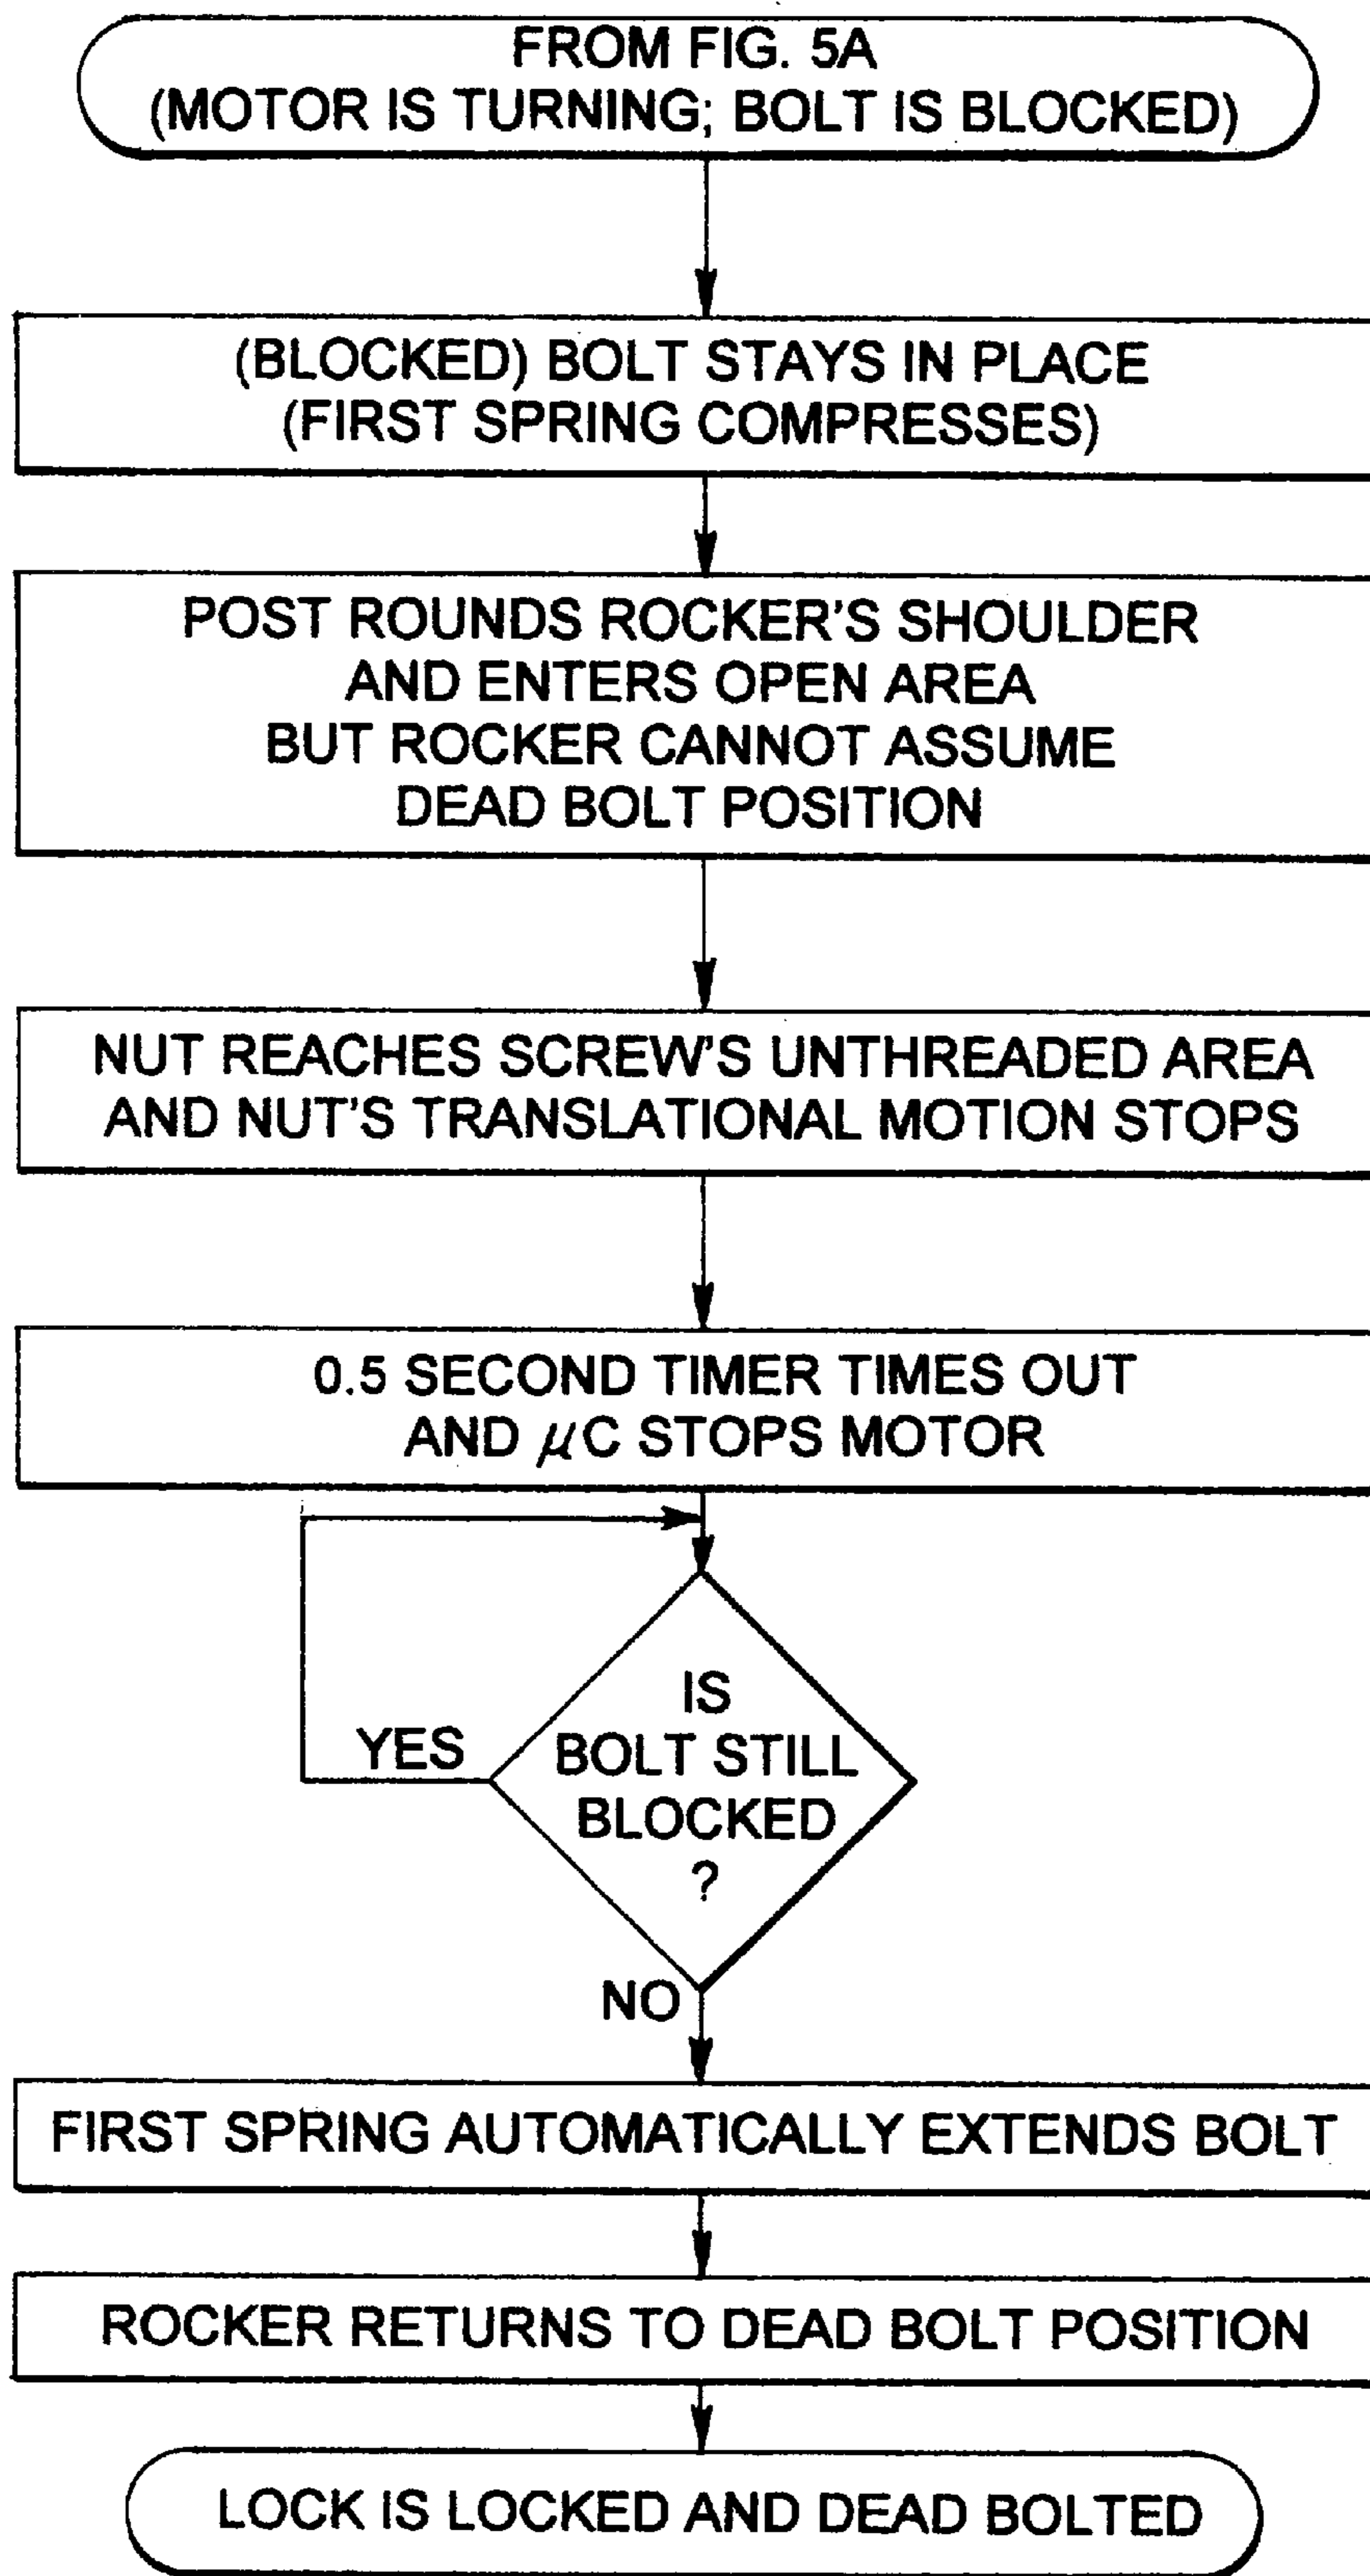 FROM FIG. 5A
(MOTOR IS TURNING; BOLT IS BLOCKED)
(BLOCKED) BOLT STAYS IN PLACE
(FIRST SPRING COMPRESSES)
POST ROUNDS ROCKER'S SHOULDER
AND ENTERS OPEN AREA
BUT ROCKER CANNOT ASSUME
DEAD BOLT POSITION
NUT REACHES SCREW'S UNTHREADED AREA
AND NUT'S TRANSLATIONAL MOTION STOPS
0.5 SECOND TIMER TIMES OUT
AND μC STOPS MOTOR
IS
BOLT STILL
BLOCKED
?
YES
NO
FIRST SPRING AUTOMATICALLY EXTENDS BOLT
ROCKER RETURNS TO DEAD BOLT POSITION
LOCK IS LOCKED AND DEAD BOLTED